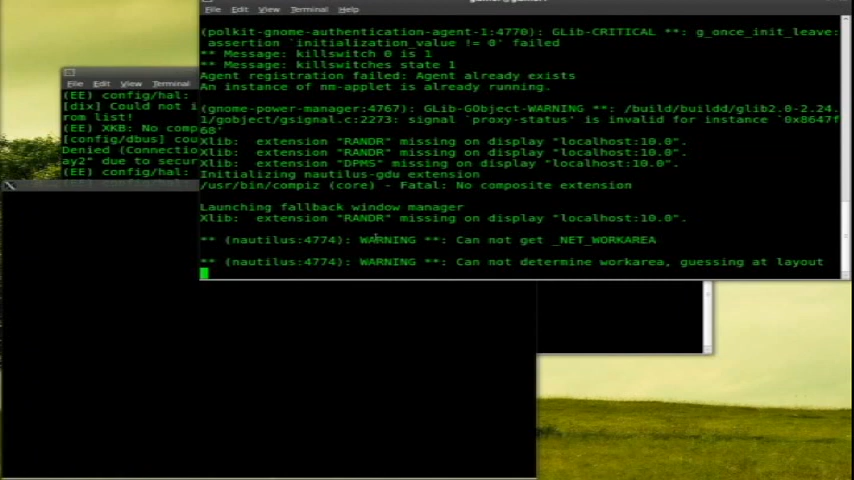 File Edit View Terminal Help
(polkit-gnome-authentication-agent-1:4770): GLib-CRITICAL **: g_once_init_leave:
assertion `initialization_value != 0' failed
** Message: killswitch 0 is 1
** Message: killswitches state 1
Agent registration failed: Agent already exists
An instance of nm-applet is already running.
(gnome-power-manager:4767): GLib-GObject-WARNING **: /build/buildd/glib2.0-2.24.
1/gobject/gsignal.c:2273: signal `proxy-status' is invalid for instance `0x8647f
68'
Xlib: extension "RANDR" missing on display "localhost:10.0".
Xlib: extension "RANDR" missing on display "localhost:10.0".
Xlib: extension "DPMS" missing on display "localhost:10.0".
Initializing nautilus-gdu extension
/usr/bin/compiz (core) - Fatal: No composite extension
Launching fallback window manager
Xlib: extension "RANDR" missing on display "localhost:10.0".
** (nautilus:4774): WARNING **: Can not get _NET_WORKAREA
** (nautilus:4774): WARNING **: Can not determine workarea, guessing at layout
File Edit View Terminal
(EE) config/hal:
[dix] Could not i
rom list!
(EE) XKB: No comp
[config/dbus] cou
Denied (Connectio
ay2" due to secur
(EE) config/hal: